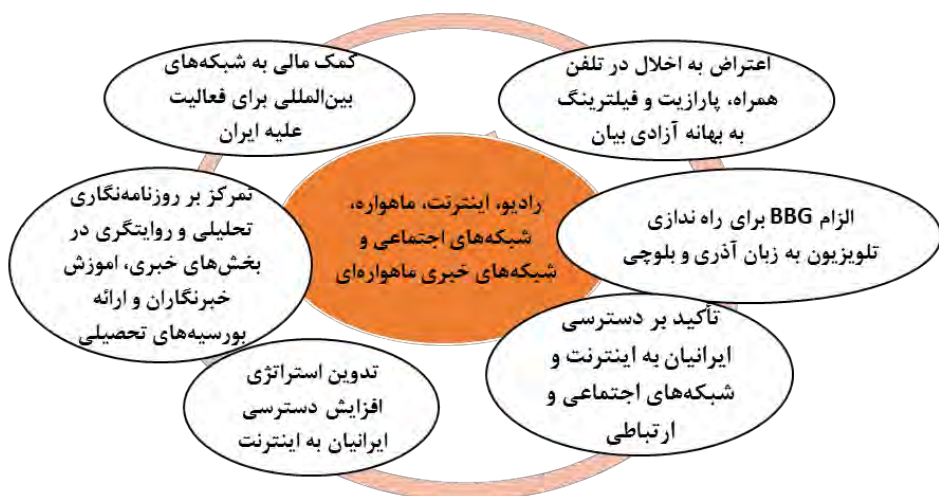 اعتراض به اخلال در تلفن
همراه، پارازیت و فیلترینگ
به بهانه آزادی بیان
الزام BBG برای راه ندازی
تلویزیون به زبان آذری و بلوچی
تأکید بر دسترسی
ایرانیان به اینترنت و
شبکه‌های اجتماعی و
ارتباطی
تدوین استراتژی
افزایش دسترسی
ایرانیان به اینترنت
تمرکز بر روزنامه‌نگاری
تحلیلی و روایتگری در
بخش‌های خبری، اموزش
خبرنگاران و ارائه
بورسیه‌های تحصیلی
کمک مالی به شبکه‌های
بین‌المللی برای فعالیت
علیه ایران
رادیو، اینترنت، ماهواره،
شبکه‌های اجتماعی و
شبکه‌های خبری ماهواره‌ای